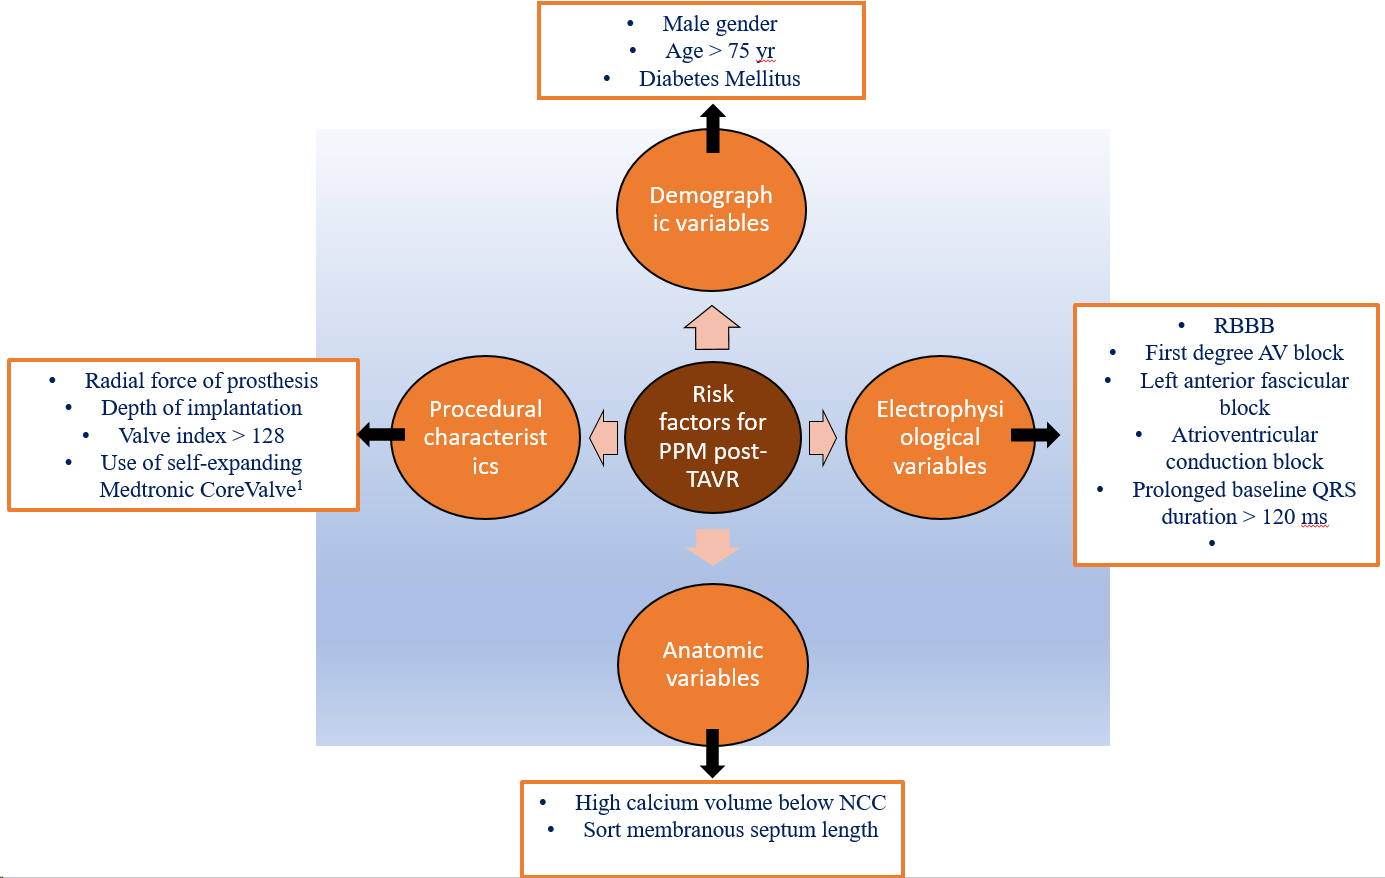 • Male gender
• Age > 75 yr
• Diabetes Mellitus
Demograph
ic variables
• RBBB
• First degree AV block
• Left anterior fascicular
block
• Atrioventricular
conduction block
• Prolonged baseline QRS
duration > 120 ms
•
• Radial force of prosthesis
• Depth of implantation
• Valve index > 128
• Use of self-expanding
Medtronic CoreValve¹
Procedural
characterist
ics
Risk
factors for
PPM post-
TAVR
Electrophysi
ological
variables
Anatomic
variables
• High calcium volume below NCC
• Sort membranous septum length